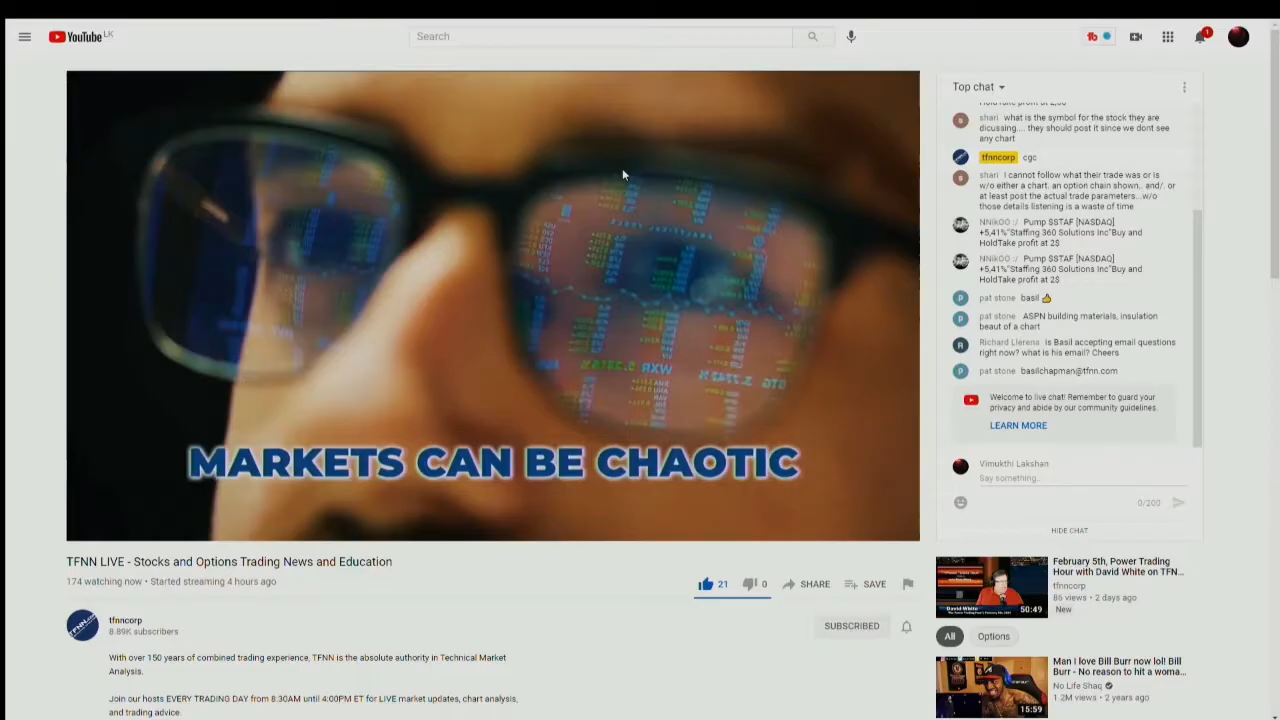 YouTube LK
Search
1
MARKETS CAN BE CHAOTIC
WXR
Top chat
shari what is the symbol for the stock they are
dicussing.... they should post it since we dont see
any chart
tfnncorp cgc
shari I cannot follow what their trade was or is
w/o either a chart. an option chain shown.. and/. or
at least post the actual trade parameters...w/o
those details listening is a waste of time
NNikOO :/ Pump $STAF [NASDAQ]
+5,41%"Staffing 360 Solutions Inc"Buy and
HoldTake profit at 2$
NNikOO :/ Pump $STAF [NASDAQ]
+5,41%"Staffing 360 Solutions Inc"Buy and
HoldTake profit at 2$
pat stone basil
pat stone ASPN building materials, insulation
beaut of a chart
Richard Llerena Is Basil accepting email questions
right now? what is his email? Cheers
pat stone basilchapman@tfnn.com
Welcome to live chat! Remember to guard your
privacy and abide by our community guidelines.
LEARN MORE
Vimukthi Lakshan
Say something...
0/200
HIDE CHAT
TFNN LIVE - Stocks and Options Trading News and Education
174 watching now • Started streaming 4 hours ago
21 0 SHARE SAVE
tfnncorp
8.89K subscribers
SUBSCRIBED
With over 150 years of combined trading experience, TFNN is the absolute authority in Technical Market
Analysis.
Join our hosts EVERY TRADING DAY from 8:30AM until 4:00PM ET for LIVE market updates, chart analysis,
and trading advice.
David White
50:49
February 5th, Power Trading
Hour with David White on TFN...
tfnncorp
86 views • 2 days ago
New
All Options
15:59
Man i love Bill Burr now lol! Bill
Burr - No reason to hit a woma...
No Life Shaq
1.2M views • 2 years ago